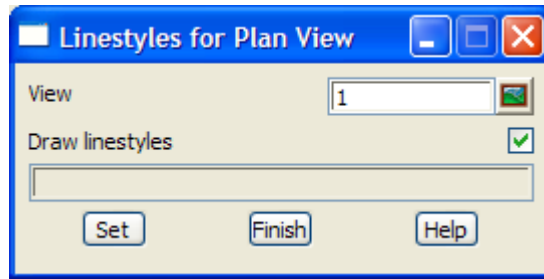 Linestyles for Plan View
View 1
Draw linestyles
Set Finish Help